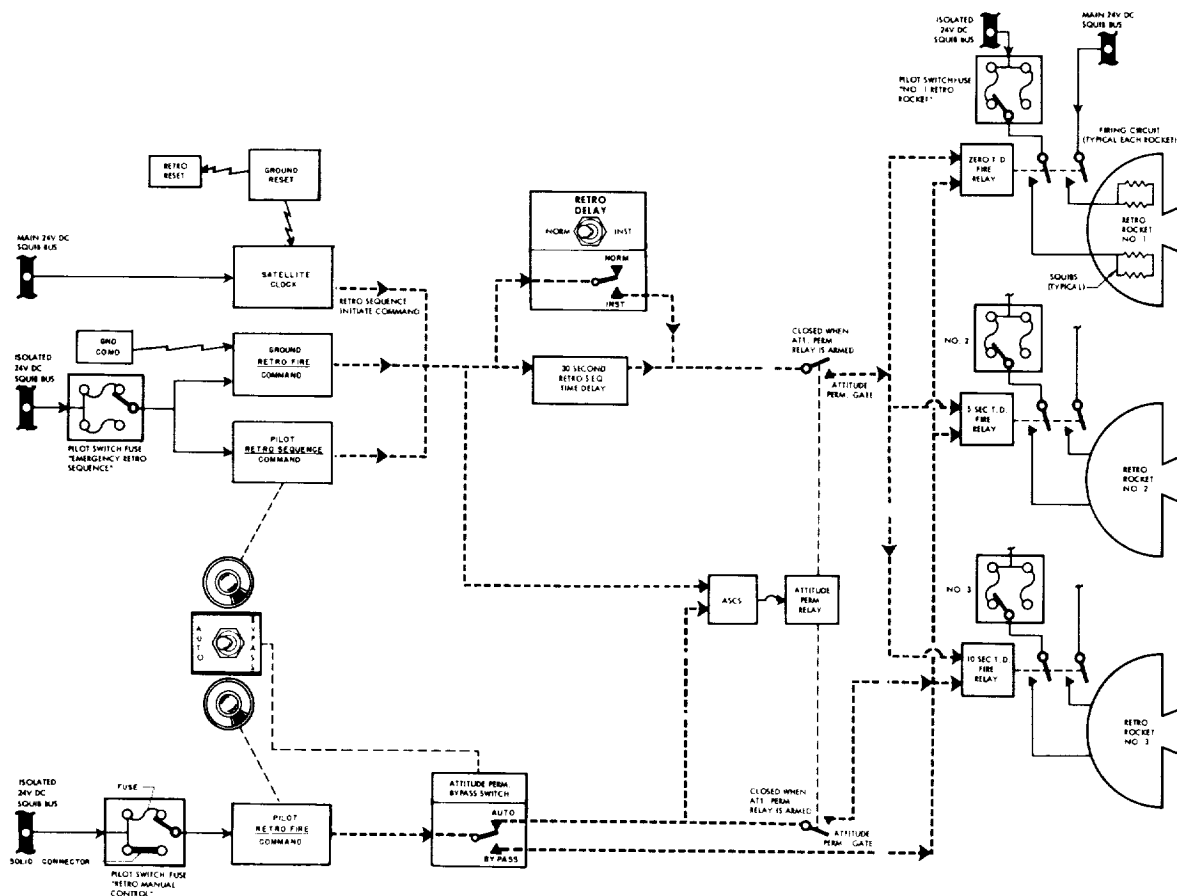 ISOLATED
24V DC
SQUIB BUS
MAIN 24V DC
SQUIB BUS
PILOT SWITCH FUSE
"NO. 1 RETRO
ROCKET"
FIRING CIRCUIT
(TYPICAL EACH ROCKET)
ZERO T.D.
FIRE
RELAY
RETRO
ROCKET
NO. 1
SQUIBS
(TYPICAL)
RETRO
RESET
GROUND
RESET
MAIN 24V DC
SQUIB BUS
SATELLITE
CLOCK
RETRO SEQUENCE
INITIATE COMMAND
RETRO
DELAY
NORM
INST
NORM
INST
GND
COMD
ISOLATED
24V DC
SQUIB BUS
GROUND
RETRO FIRE
COMMAND
30 SECOND
RETRO SEQ
TIME DELAY
CLOSED WHEN
ATT. PERM
RELAY IS ARMED
ATTITUDE
PERM. GATE
PILOT SWITCH FUSE
"EMERGENCY RETRO
SEQUENCE"
PILOT
RETRO SEQUENCE
COMMAND
NO. 2
5 SEC T.D.
FIRE
RELAY
RETRO
ROCKET
NO. 2
AUTO
BYPASS
ASCS
ATTITUDE
PERM
RELAY
NO. 3
10 SEC T.D.
FIRE
RELAY
RETRO
ROCKET
NO. 3
ISOLATED
24V DC
SQUIB BUS
FUSE
SOLID CONNECTOR
PILOT SWITCH FUSE
"RETRO MANUAL
CONTROL"
PILOT
RETRO FIRE
COMMAND
ATTITUDE PERM.
BYPASS SWITCH
AUTO
BY PASS
CLOSED WHEN
ATT. PERM
RELAY IS ARMED
ATTITUDE
PERM. GATE